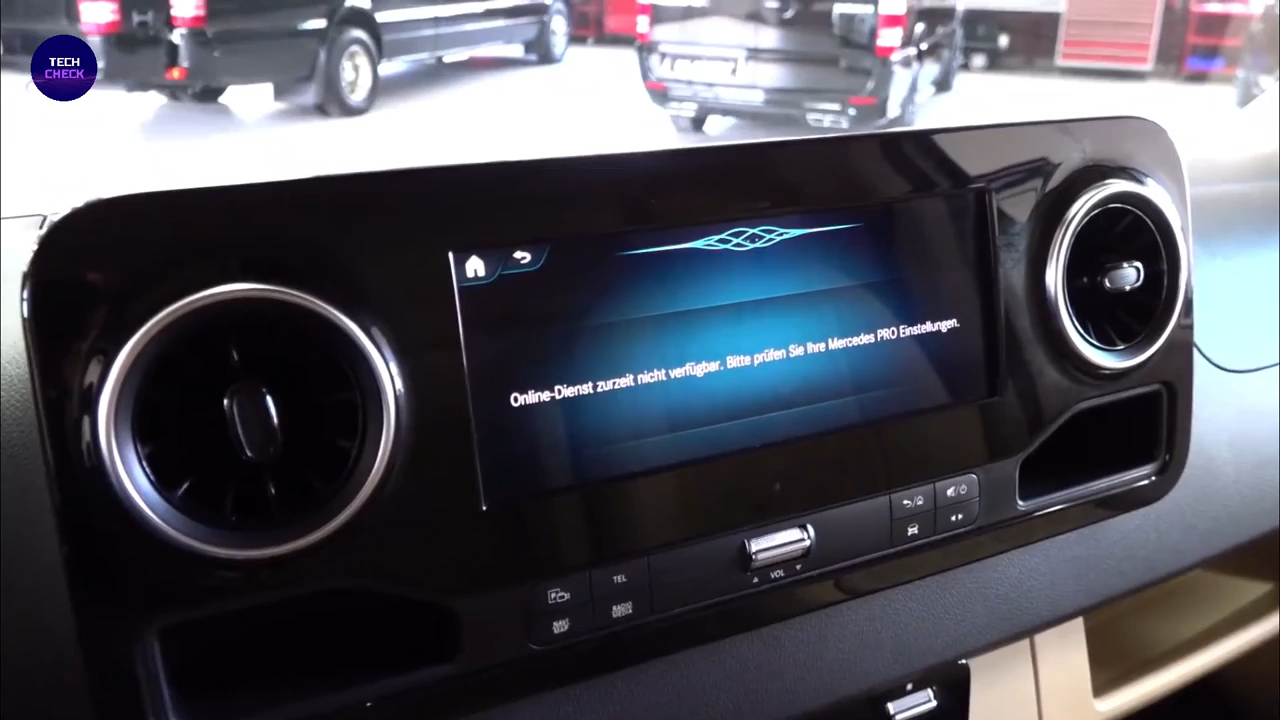 TECH
CHECK
Online-Dienst zurzeit nicht verfügbar. Bitte prüfen Sie Ihre Mercedes PRO Einstellungen.
TEL
VOL
NAVI
MAP
RADIO
MEDIA
P